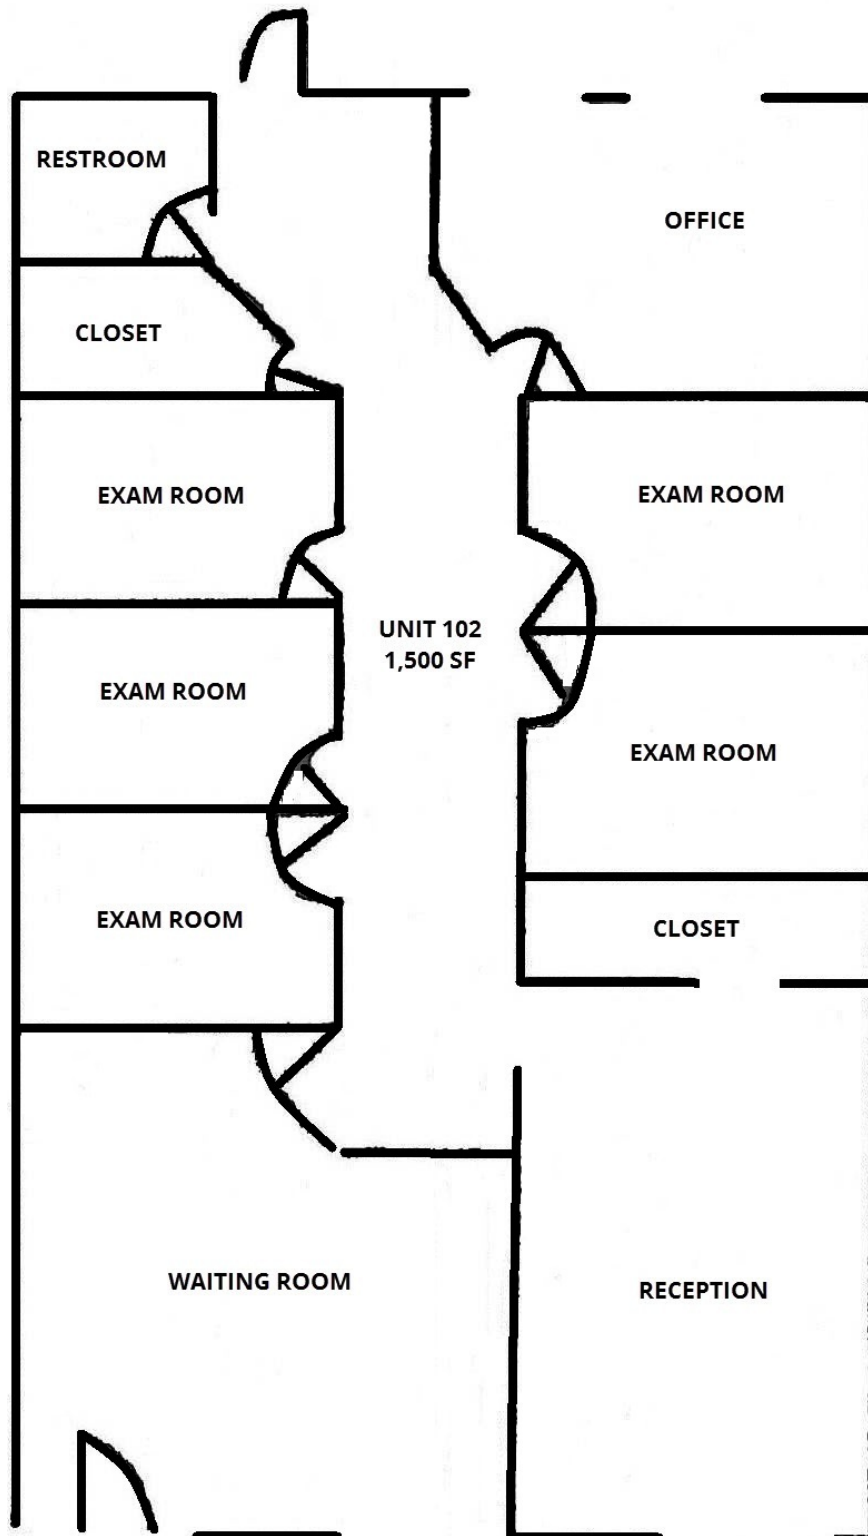 RESTROOM
OFFICE
CLOSET
EXAM ROOM
EXAM ROOM
UNIT 102
1,500 SF
EXAM ROOM
EXAM ROOM
EXAM ROOM
CLOSET
WAITING ROOM
RECEPTION